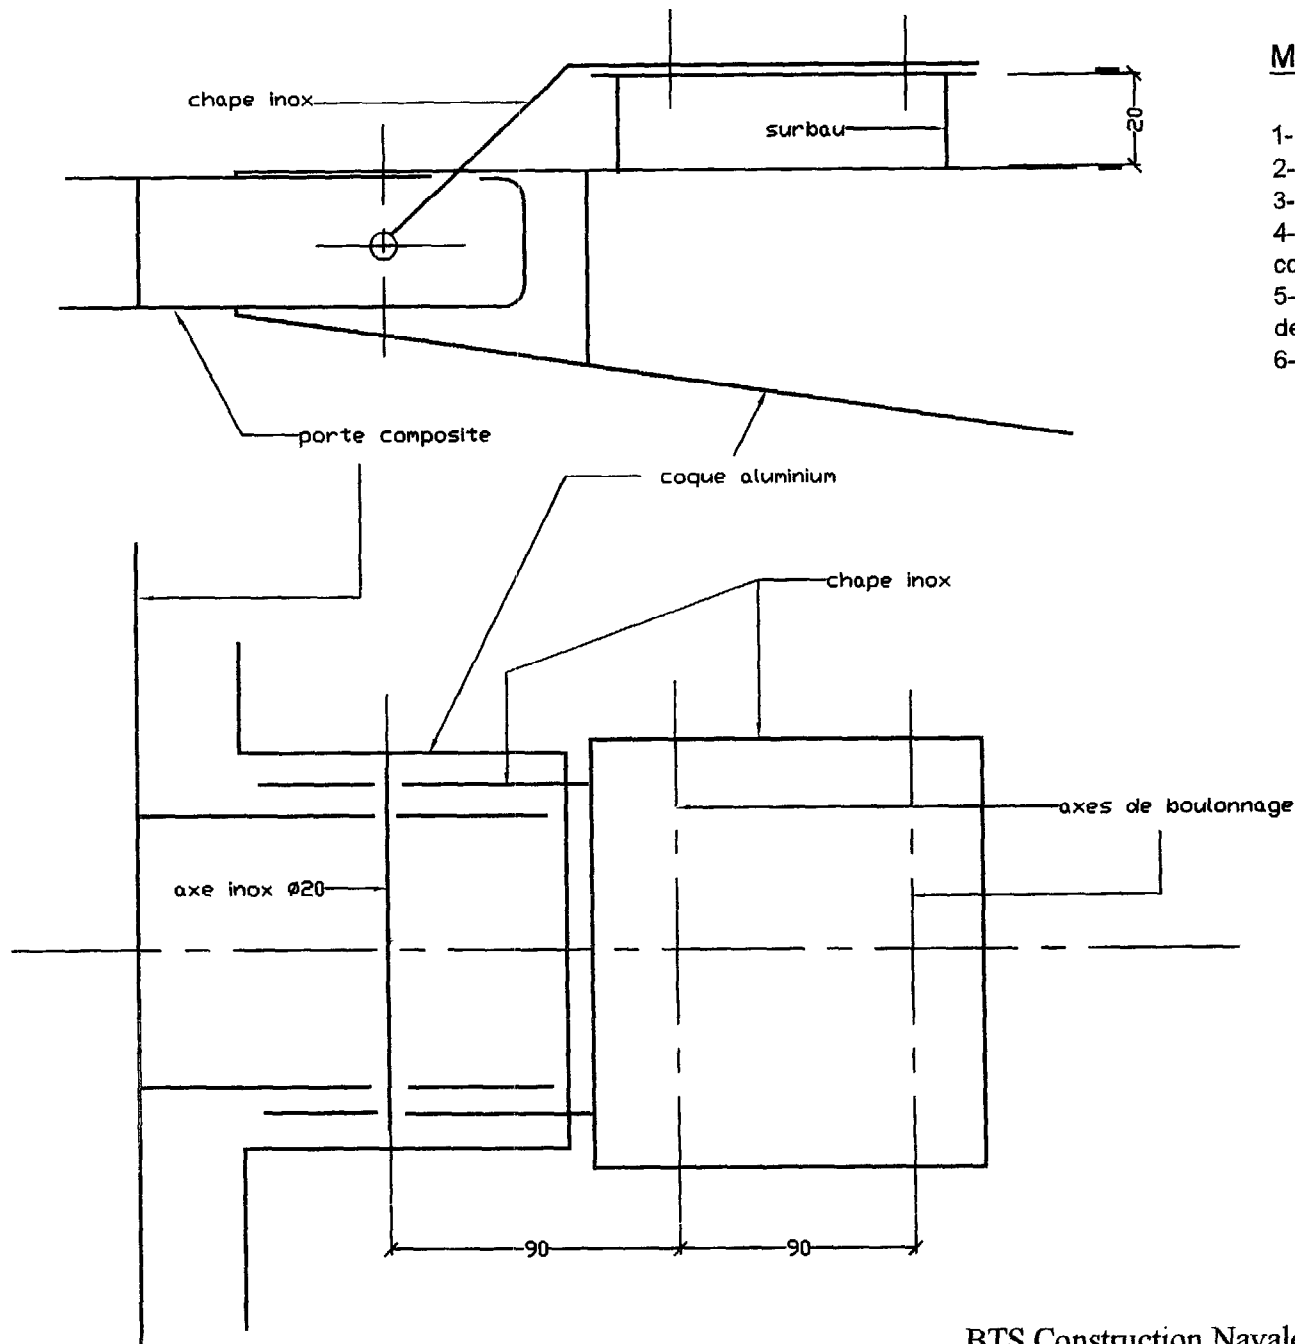 M
chape inox
surbau
20
1-
2-
3-
4-
co
5-
de
6-
porte composite
coque aluminium
chape inox
axes de boulonnage
axe inox Ø20
90
90
BTS Construction Navale